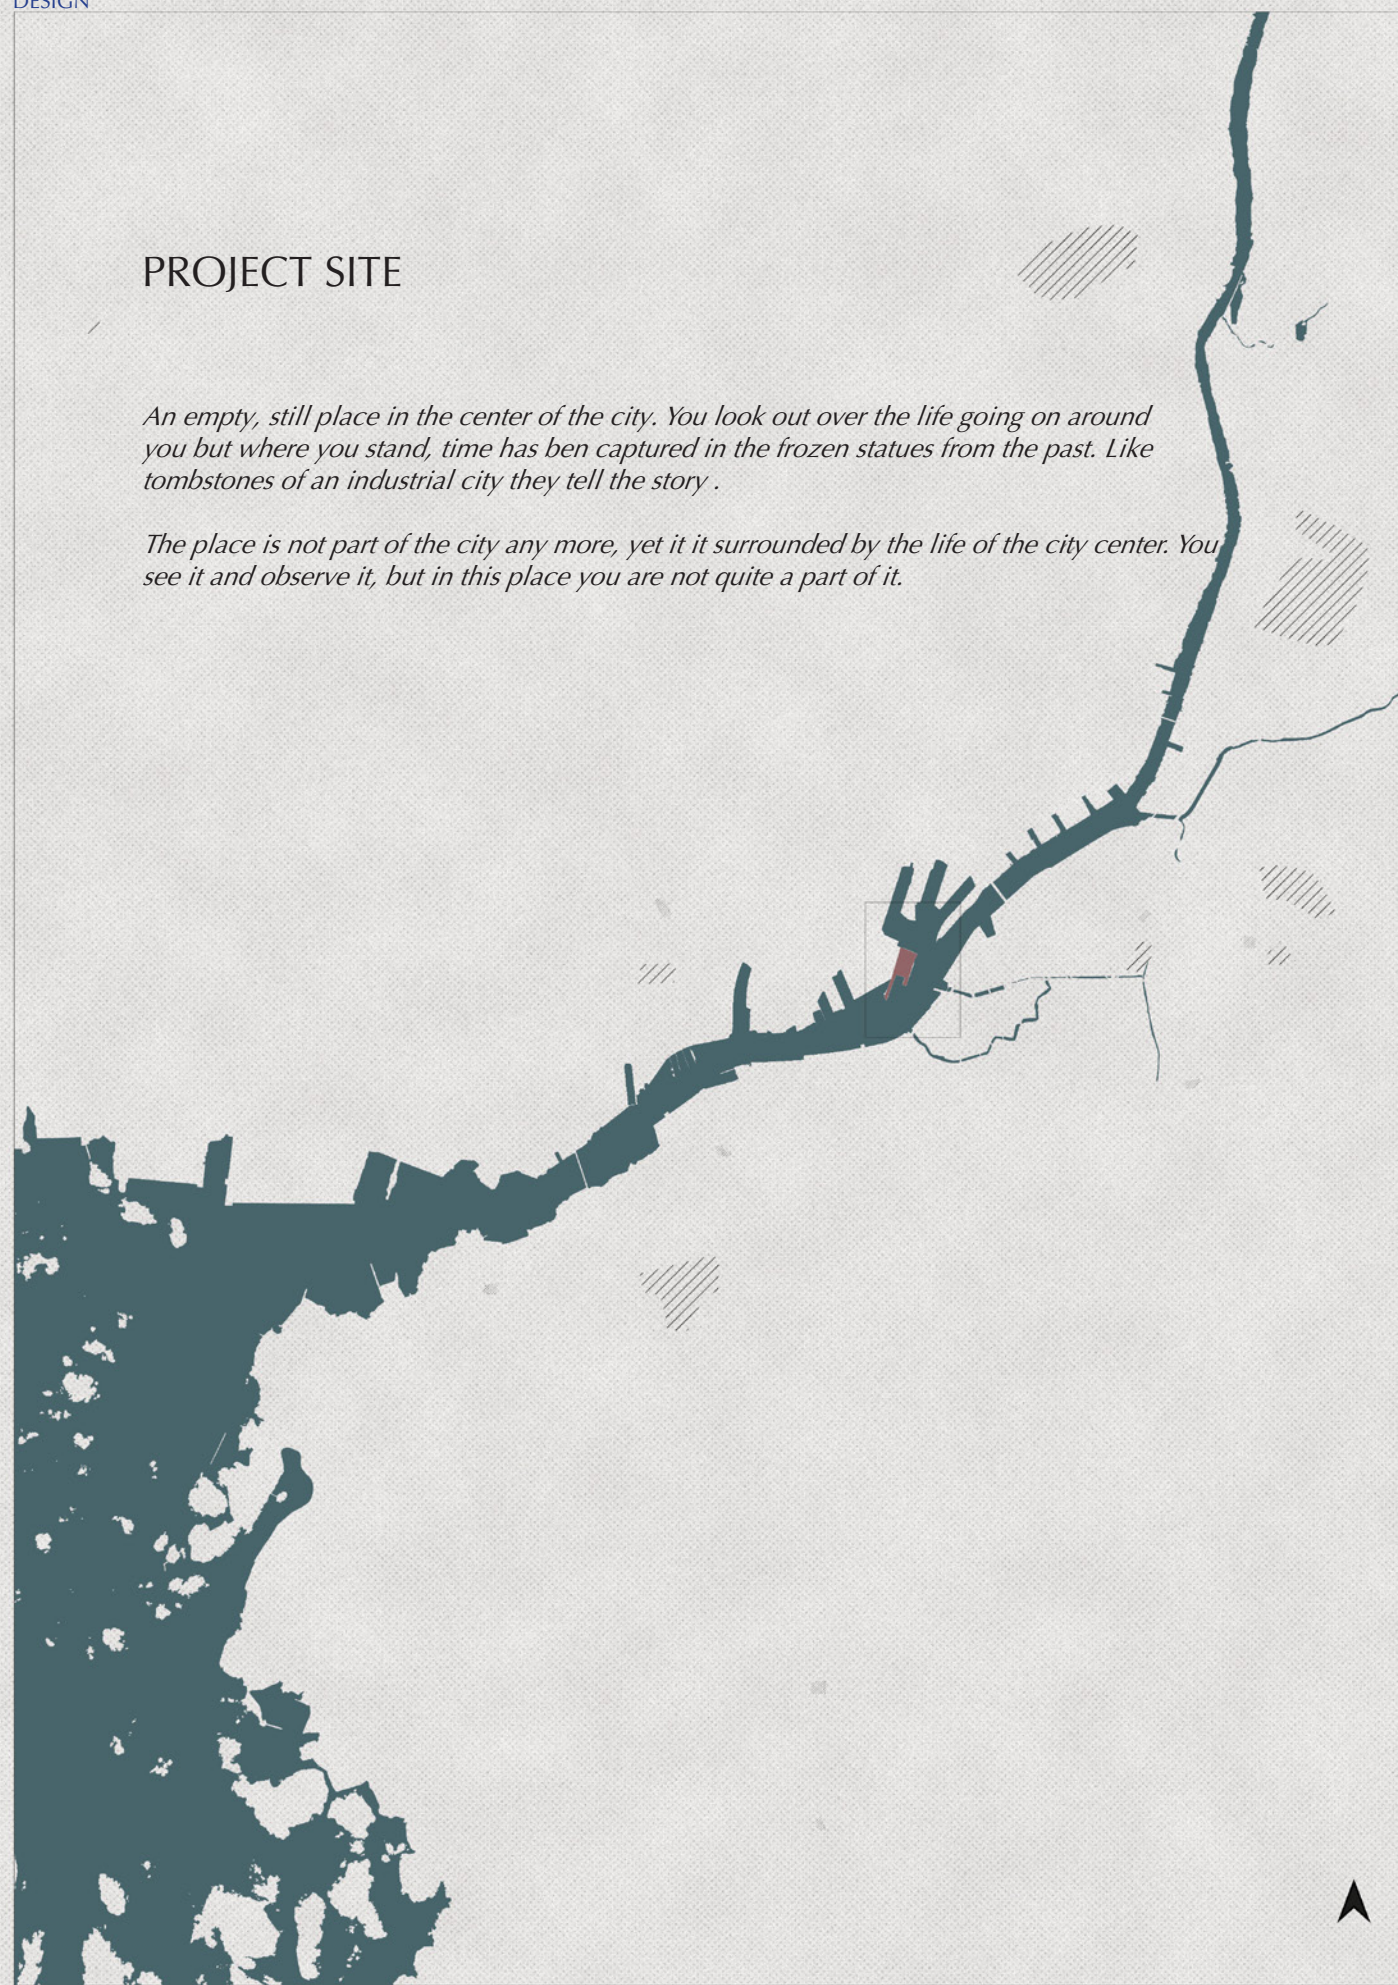 DESIGN
PROJECT SITE
An empty, still place in the center of the city. You look out over the life going on around
you but where you stand, time has ben captured in the frozen statues from the past. Like
tombstones of an industrial city they tell the story .
The place is not part of the city any more, yet it it surrounded by the life of the city center. You
see it and observe it, but in this place you are not quite a part of it.